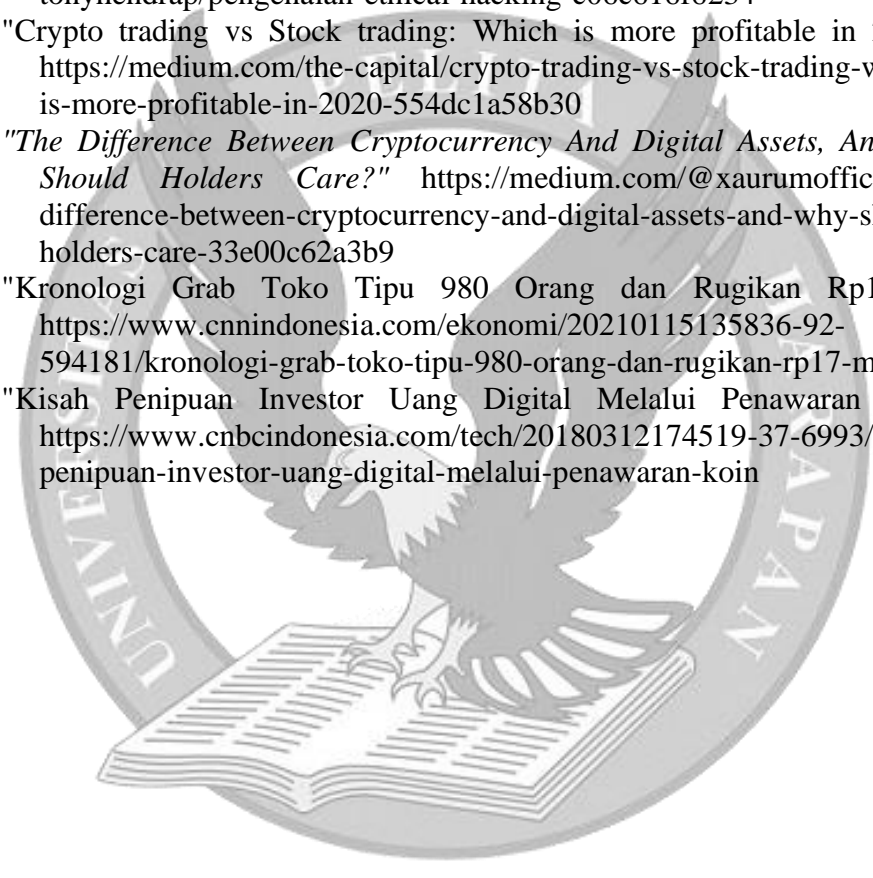 "Crypto trading vs Stock trading: Which is more profitable in
https://medium.com/the-capital/crypto-trading-vs-stock-trading-w
is-more-profitable-in-2020-554dc1a58b30
"The Difference Between Cryptocurrency And Digital Assets, An
Should Holders Care?" https://medium.com/@xaurumoffic
difference-between-cryptocurrency-and-digital-assets-and-why-s
holders-care-33e00c62a3b9
"Kronologi Grab Toko Tipu 980 Orang dan Rugikan Rp1
https://www.cnnindonesia.com/ekonomi/20210115135836-92-
594181/kronologi-grab-toko-tipu-980-orang-dan-rugikan-rp17-m
"Kisah Penipuan Investor Uang Digital Melalui Penawaran
https://www.cnbcindonesia.com/tech/20180312174519-37-6993/
penipuan-investor-uang-digital-melalui-penawaran-koin
UNIVERSITAS
PELITA
HARAPAN